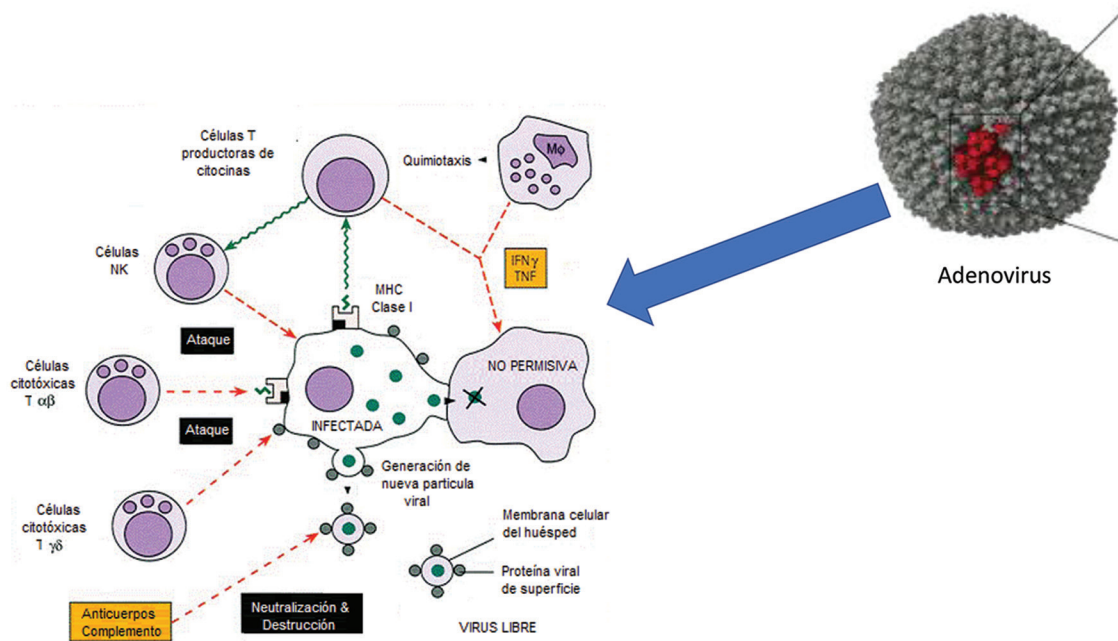 Células T
productoras de
citocinas
Quimiotaxis
Mϕ
Células
NK
IFNγ
TNF
MHC
Clase I
Adenovirus
Ataque
NO PERMISIVA
Células
citotóxicas
T αβ
Ataque
INFECTADA
Generación de
nueva particula
viral
Células
citotóxicas
T γδ
Membrana celular
del huésped
Proteína viral
de superficie
Anticuerpos
Complemento
Neutralización &
Destrucción
VIRUS LIBRE